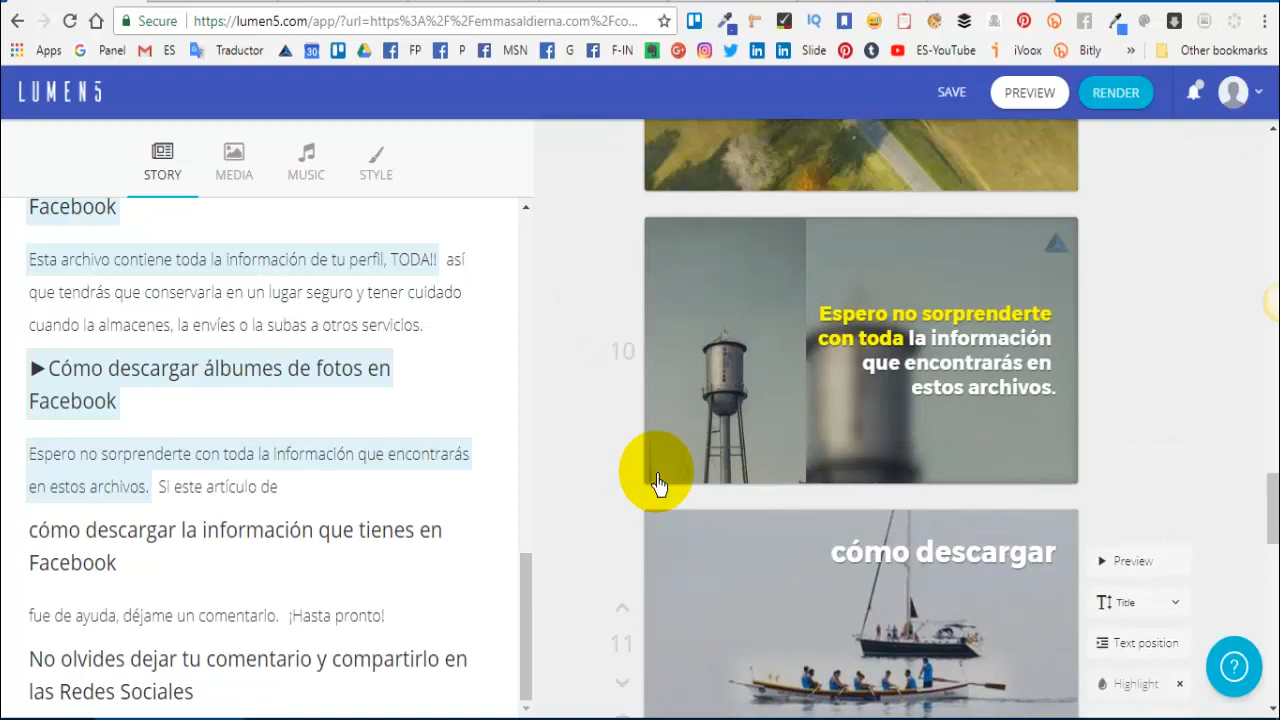 Secure
https://lumen5.com/app/?url=https%3A%2F%2Femmasaldierna.com%2Fco...
Apps
Panel
ES
Traductor
30
FP
P
MSN
G
F-IN
Slide
ES-YouTube
iVoox
Bitly
»
Other bookmarks
LUMEN5
SAVE
PREVIEW
RENDER
STORY
MEDIA
MUSIC
STYLE
Facebook
Esta archivo contiene toda la información de tu perfil, TODA!! así
que tendrás que conservarla en un lugar seguro y tener cuidado
cuando la almacenes, la envíes o la subas a otros servicios.
►Cómo descargar álbumes de fotos en
Facebook
Espero no sorprenderte con toda la información que encontrarás
en estos archivos. Si este artículo de
cómo descargar la información que tienes en
Facebook
fue de ayuda, déjame un comentario. ¡Hasta pronto!
No olvides dejar tu comentario y compartirlo en
las Redes Sociales
10
Espero no sorprenderte
con toda la información
que encontrarás en
estos archivos.
11
cómo descargar
Preview
Title
Text position
Highlight
×
?